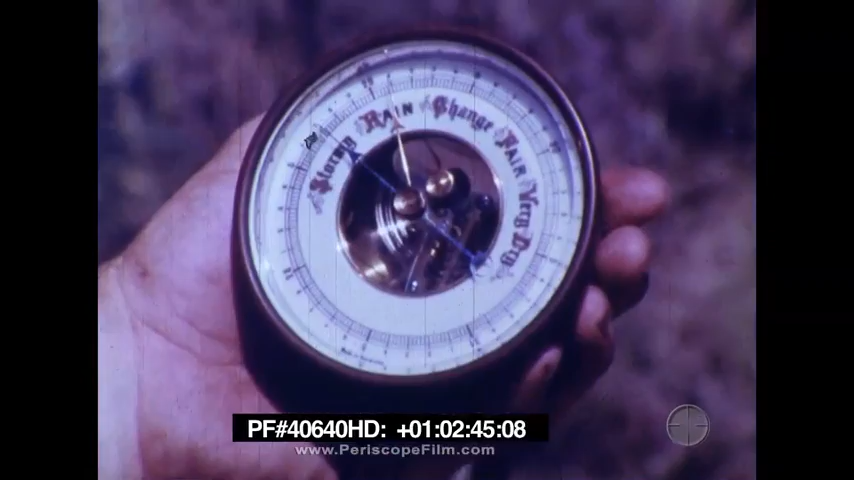 Stormy RAIN Change FAIR Very Dry
PF#40640HD: +01:02:45:08
www.PeriscopeFilm.com